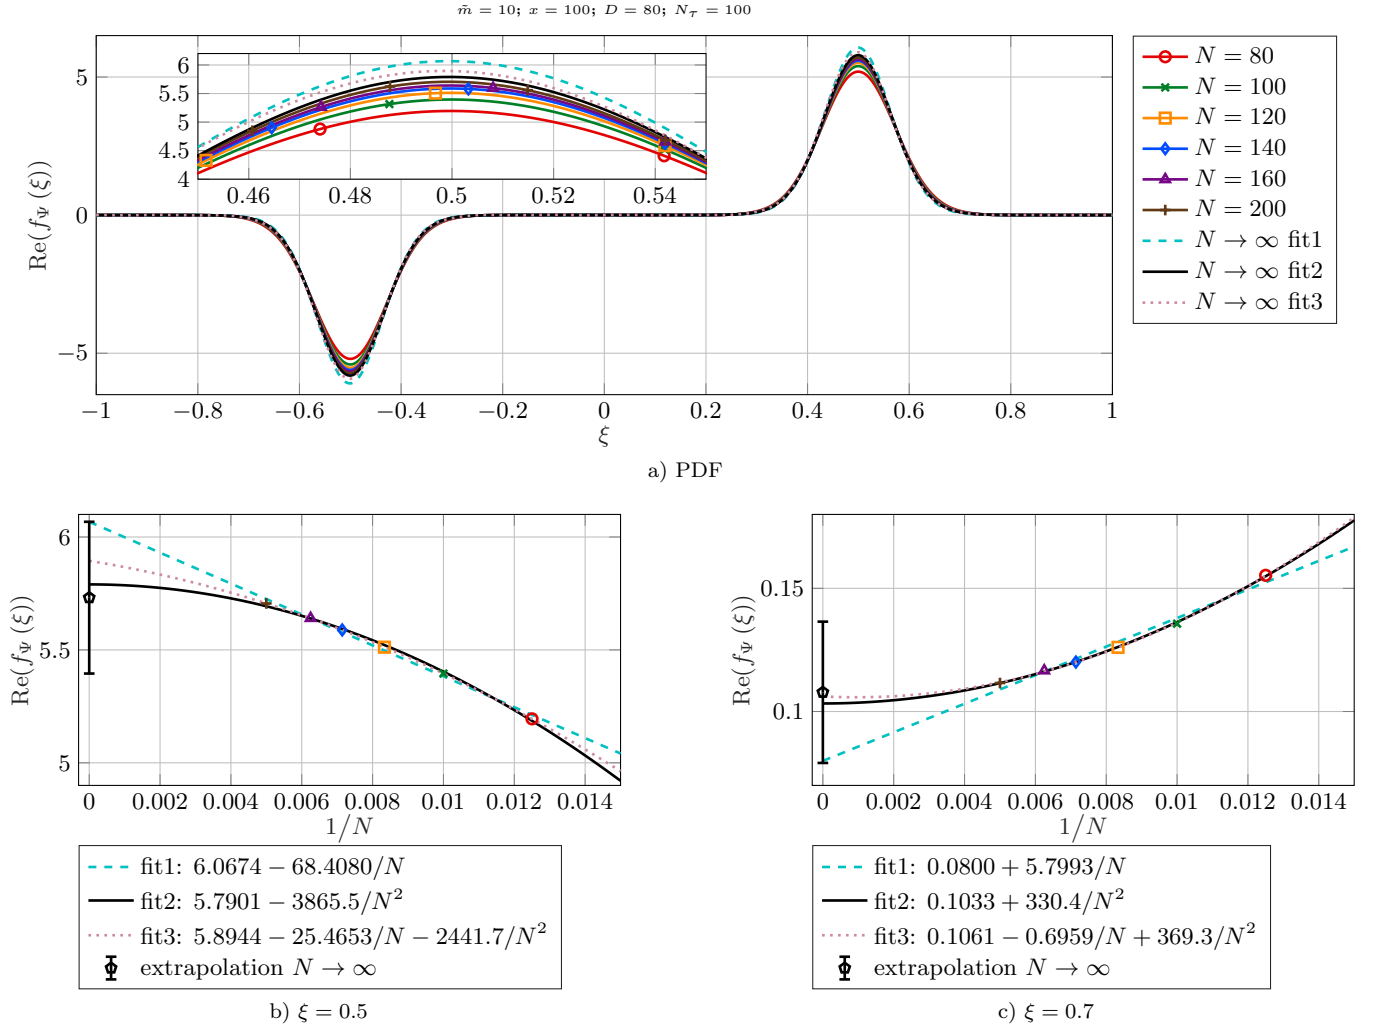 m̃ = 10; x = 100; D = 80; N_τ = 100
Re(f_Ψ (ξ))
5
0
−5
−1
−0.8
−0.6
−0.4
−0.2
0
0.2
0.4
0.6
0.8
1
ξ
6
5.5
5
4.5
4
0.46
0.48
0.5
0.52
0.54
N = 80
N = 100
N = 120
N = 140
N = 160
N = 200
N → ∞ fit1
N → ∞ fit2
N → ∞ fit3
a) PDF
Re(f_Ψ (ξ))
6
5.5
5
0
0.002
0.004
0.006
0.008
0.01
0.012
0.014
1/N
fit1: 6.0674 − 68.4080/N
fit2: 5.7901 − 3865.5/N²
fit3: 5.8944 − 25.4653/N − 2441.7/N²
extrapolation N → ∞
b) ξ = 0.5
Re(f_Ψ (ξ))
0.15
0.1
0
0.002
0.004
0.006
0.008
0.01
0.012
0.014
1/N
fit1: 0.0800 + 5.7993/N
fit2: 0.1033 + 330.4/N²
fit3: 0.1061 − 0.6959/N + 369.3/N²
extrapolation N → ∞
c) ξ = 0.7